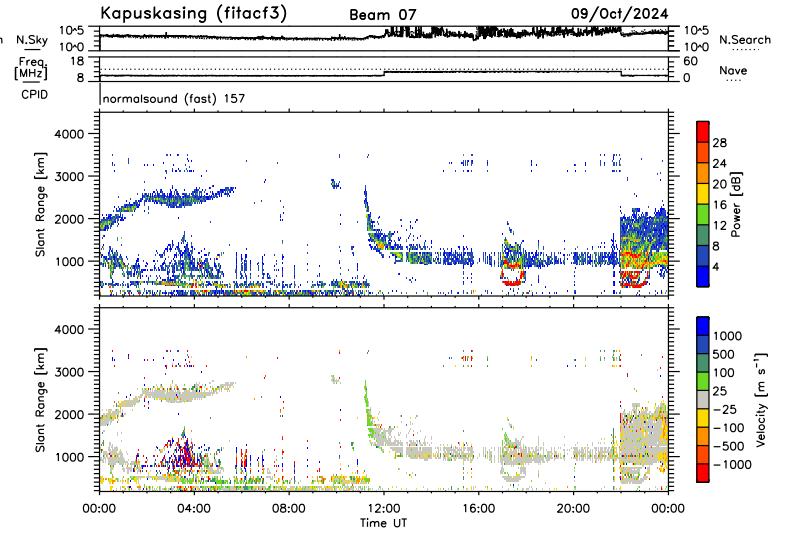 Kapuskasing (fitacf3) Beam 07 09/Oct/2024
N.Sky 10^5 10^0 10^5 10^0 N.Search
Freq. [MHz] 18 8 60 0 Nave
CPID normalsound (fast) 157
Slant Range [km] 4000 3000 2000 1000
28 24 20 16 12 8 4 Power [dB]
Slant Range [km] 4000 3000 2000 1000
1000 500 100 25 −25 −100 −500 −1000 Velocity [m s⁻¹]
00:00 04:00 08:00 12:00 16:00 20:00 00:00
Time UT